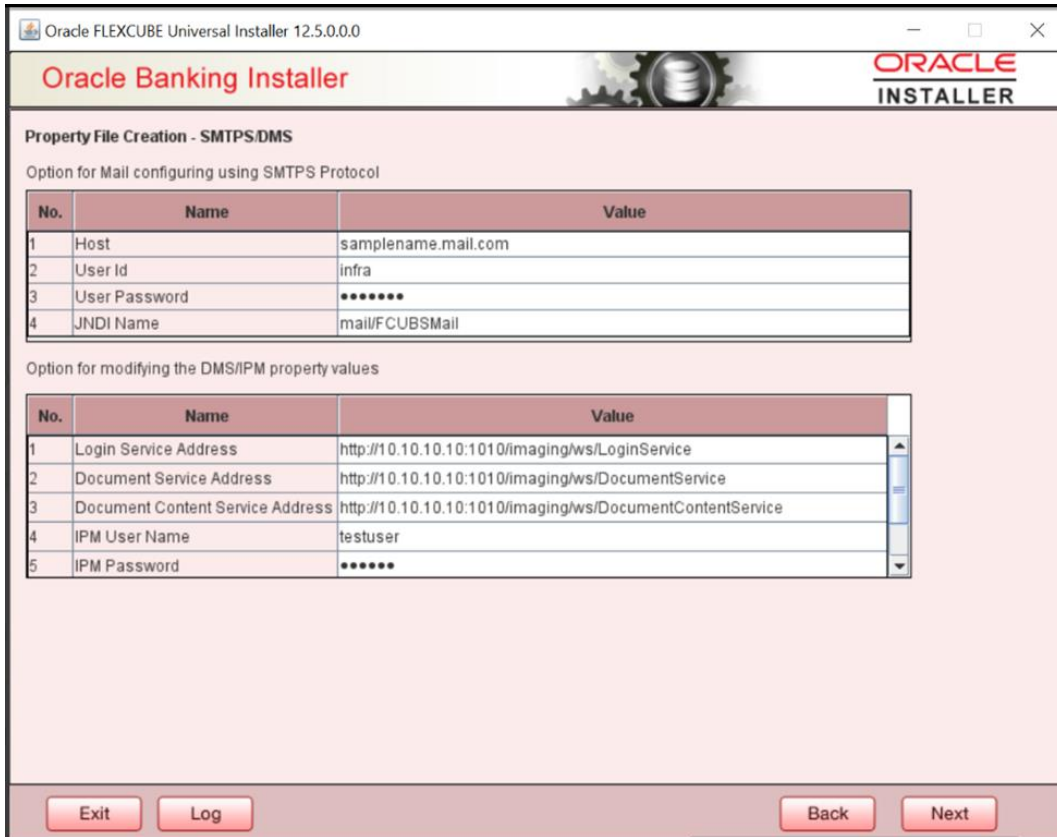 Oracle FLEXCUBE Universal Installer 12.5.0.0.0
Oracle Banking Installer
ORACLE
INSTALLER
Property File Creation - SMTPS/DMS
Option for Mail configuring using SMTPS Protocol
No. Name Value
1 Host samplename.mail.com
2 User Id infra
3 User Password •••••••
4 JNDI Name mail/FCUBSMail
Option for modifying the DMS/IPM property values
No. Name Value
1 Login Service Address http://10.10.10.10:1010/imaging/ws/LoginService
2 Document Service Address http://10.10.10.10:1010/imaging/ws/DocumentService
3 Document Content Service Address http://10.10.10.10:1010/imaging/ws/DocumentContentService
4 IPM User Name testuser
5 IPM Password ••••••
Exit Log Back Next